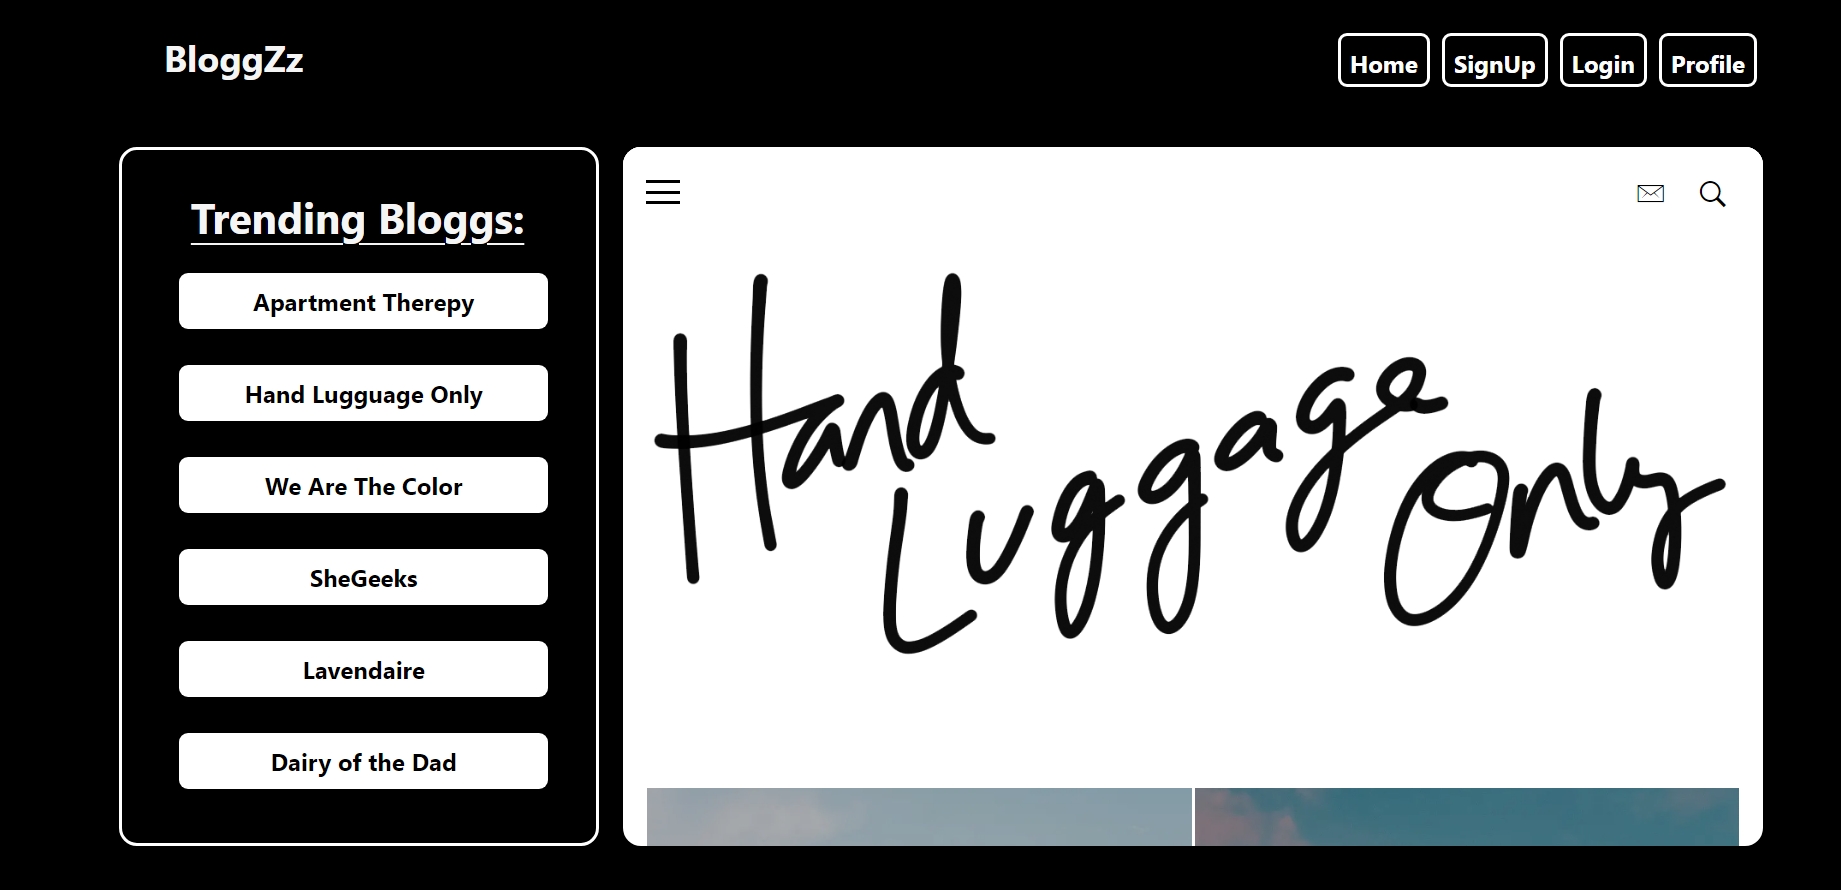 BloggZz
Home SignUp Login Profile
Trending Bloggs:
Apartment Therepy
Hand Lugguage Only
We Are The Color
SheGeeks
Lavendaire
Dairy of the Dad
Hand
Luggage
Only